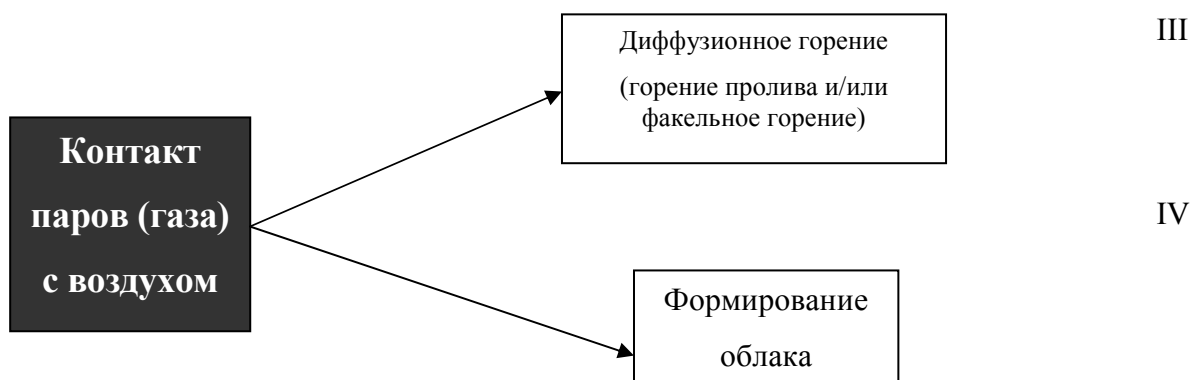 Диффузионное горение
(горение пролива и/или
факельное горение)
III
Контакт
паров (газа)
с воздухом
IV
Формирование
облака